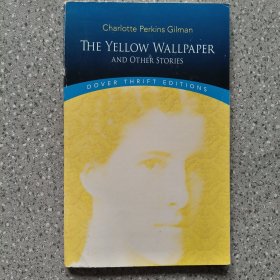 Charlotte Perkins Gilman
The Yellow Wallpaper
and Other Stories
DOVER THRIFT EDITIONS